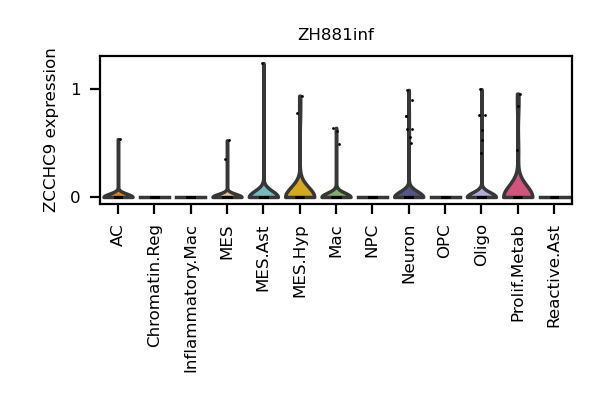 ZH881inf
ZCCHC9 expression
1
0
AC
Chromatin.Reg
Inflammatory.Mac
MES
MES.Ast
MES.Hyp
Mac
NPC
Neuron
OPC
Oligo
Prolif.Metab
Reactive.Ast